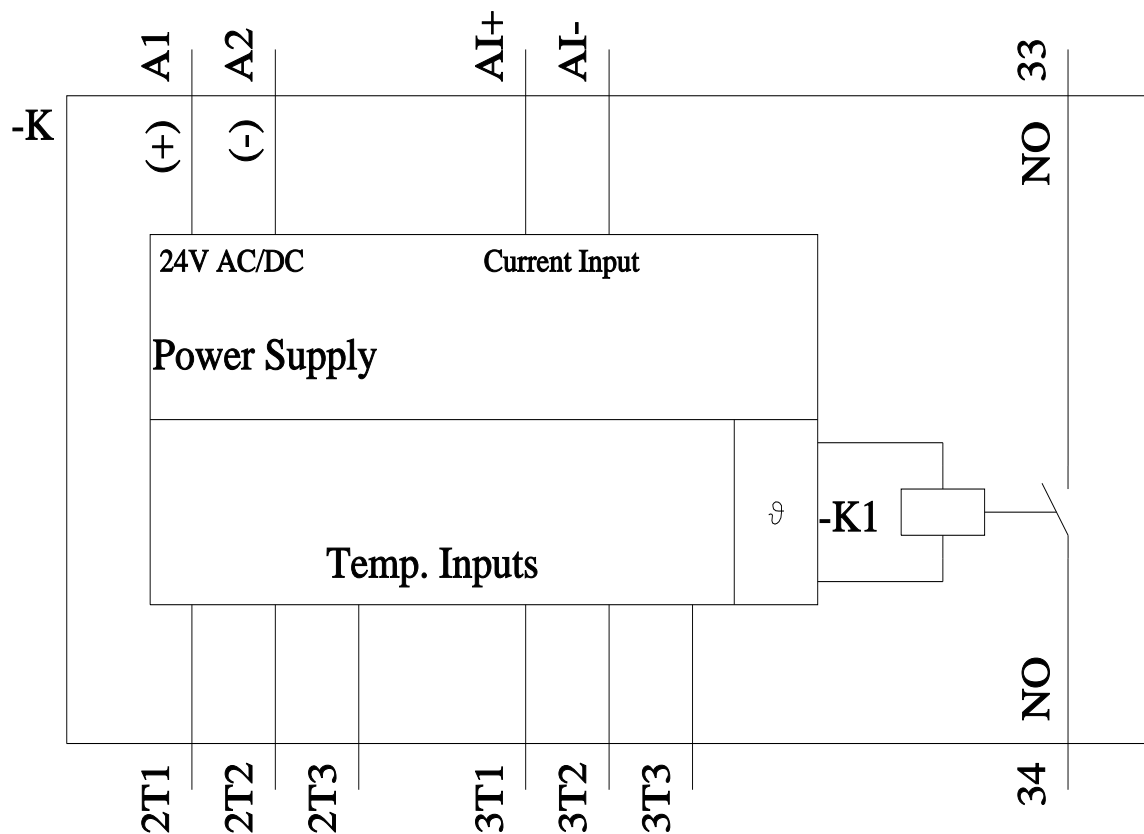 A1
A2
AI+
AI-
33
-K
(+)
(-)
NO
24V AC/DC
Current Input
Power Supply
ϑ
-K1
Temp. Inputs
NO
2T1
2T2
2T3
3T1
3T2
3T3
34